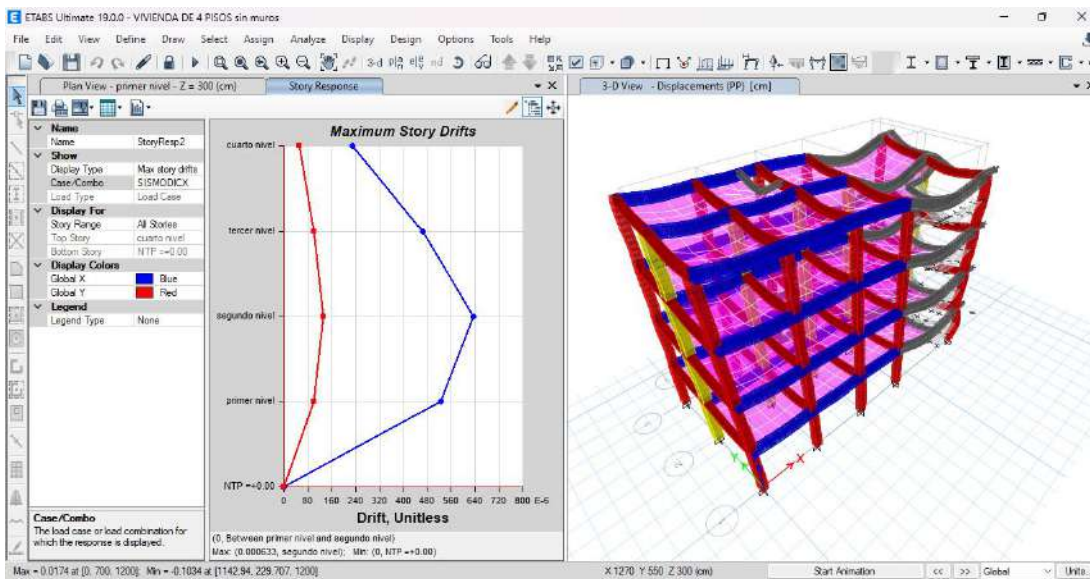 ETABS Ultimate 19.0.0 - VIVIENDA DE 4 PISOS sin muros
File Edit View Define Draw Select Assign Analyze Display Design Options Tools Help
3-d
Plan View - primer nivel - Z = 300 (cm)
Story Response
3-D View - Displacements (PP) [cm]
Name
Name StoryResp2
Show
Display Type Max story drifts
Case/Combo SISMODICX
Load Type Load Case
Display For
Story Range All Stories
Top Story cuarto nivel
Bottom Story NTP =+0.00
Display Colors
Global X Blue
Global Y Red
Legend
Legend Type None
Case/Combo
The load case or load combination for
which the response is displayed.
Maximum Story Drifts
cuarto nivel
tercer nivel
segundo nivel
primer nivel
NTP =+0.00
0 80 160 240 320 400 480 560 640 720 800 E-6
Drift, Unitless
(0, Between primer nivel and segundo nivel)
Max: (0.000633, segundo nivel); Min: (0, NTP =+0.00)
Y X
Max = 0.0174 at [0, 700, 1200]; Min = -0.1034 at [1142.94, 229.707, 1200]
X 1270 Y 550 Z 300 (cm)
Start Animation
<< >>
Global
Units